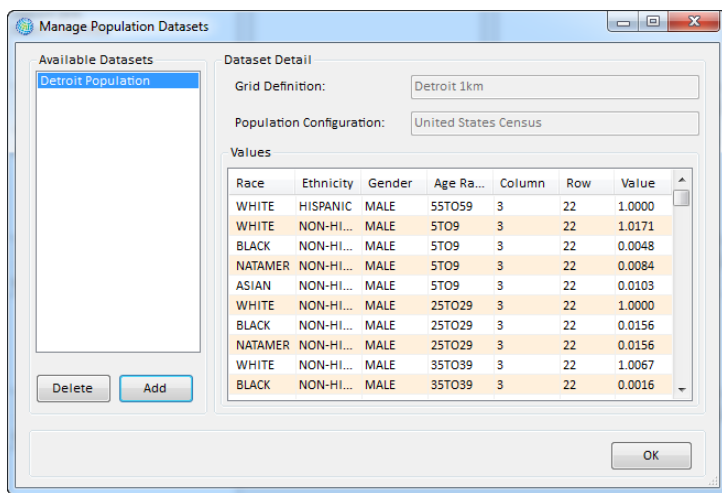 Manage Population Datasets
Available Datasets
Detroit Population
Delete
Add
Dataset Detail
Grid Definition:
Detroit 1km
Population Configuration:
United States Census
Values
Race Ethnicity Gender Age Ra... Column Row Value
WHITE HISPANIC MALE 55TO59 3 22 1.0000
WHITE NON-HI... MALE 5TO9 3 22 1.0171
BLACK NON-HI... MALE 5TO9 3 22 0.0048
NATAMER NON-HI... MALE 5TO9 3 22 0.0084
ASIAN NON-HI... MALE 5TO9 3 22 0.0103
WHITE NON-HI... MALE 25TO29 3 22 1.0000
BLACK NON-HI... MALE 25TO29 3 22 0.0156
NATAMER NON-HI... MALE 25TO29 3 22 0.0156
WHITE NON-HI... MALE 35TO39 3 22 1.0067
BLACK NON-HI... MALE 35TO39 3 22 0.0016
OK